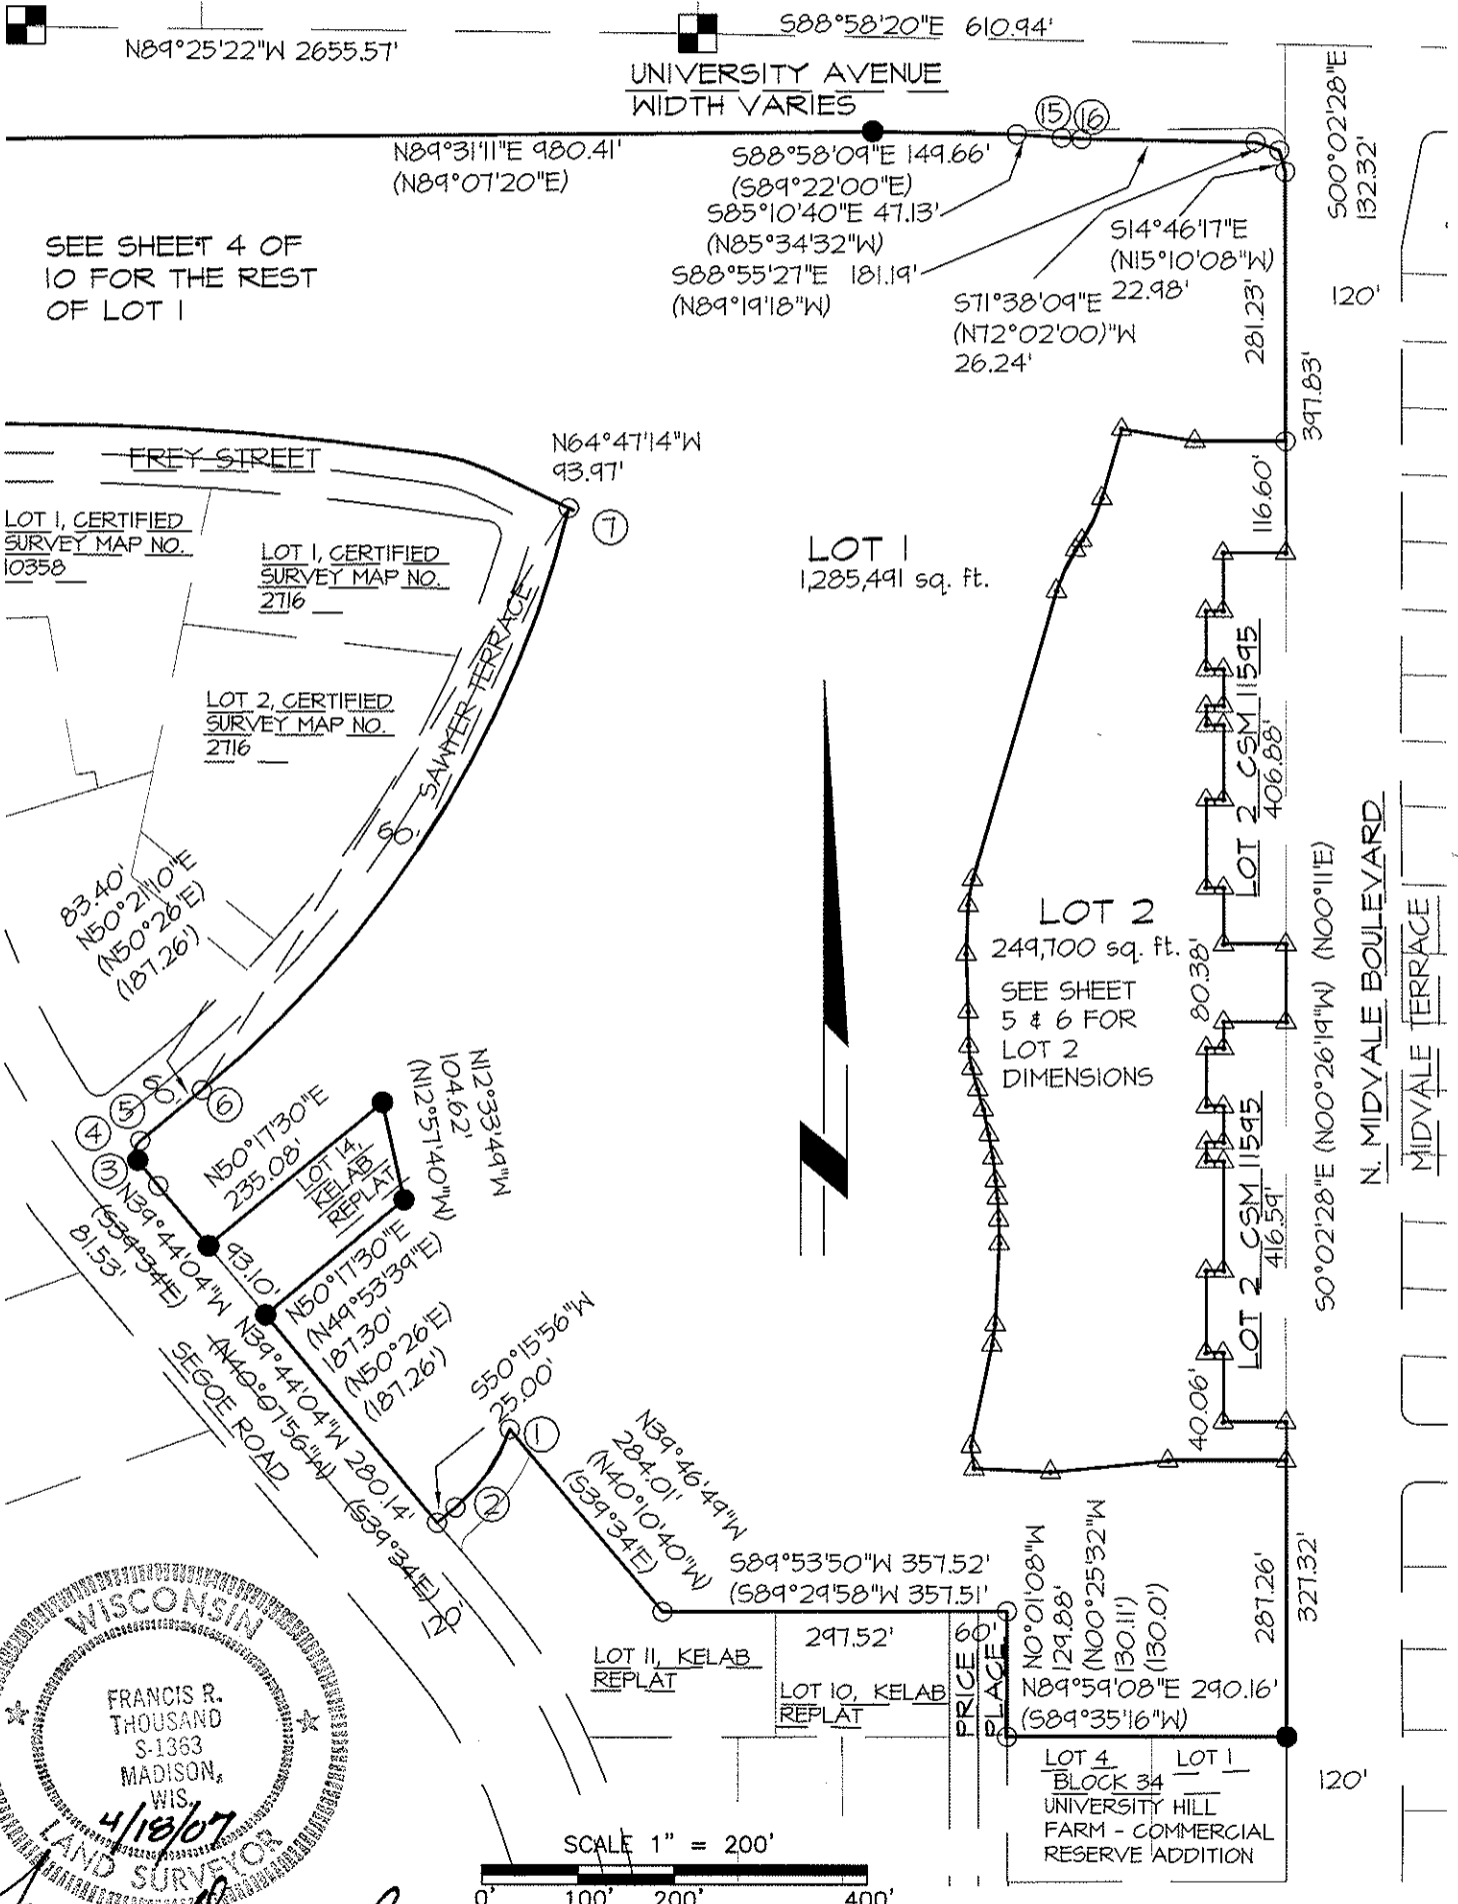 N89°25'22"W 2655.57'
S88°58'20"E 610.94'
UNIVERSITY AVENUE
WIDTH VARIES
15
16
S00°02'28"E
132.32'
N89°31'11"E 980.41'
(N89°07'20"E)
S88°58'09"E 149.66'
(S89°22'00"E)
S85°10'40"E 47.13'
(N85°34'32"W)
S88°55'27"E 181.19'
(N89°19'18"W)
S14°46'17"E
(N15°10'08"W)
22.98'
S71°38'09"E
(N72°02'00)"W
26.24'
281.23'
120'
397.83'
116.60'
SEE SHEET 4 OF
10 FOR THE REST
OF LOT 1
FREY STREET
N64°47'14"W
93.97'
7
LOT 1, CERTIFIED
SURVEY MAP NO.
10358
LOT 1, CERTIFIED
SURVEY MAP NO.
2716
LOT 2, CERTIFIED
SURVEY MAP NO.
2716
SAWYER TERRACE
60'
LOT 1
1,285,491 sq. ft.
LOT 2 CSM 11595
406.88'
83.40'
N50°21'10"E
(N50°26'E)
(187.26')
LOT 2
249,700 sq. ft.
SEE SHEET
5 & 6 FOR
LOT 2
DIMENSIONS
80.38'
S0°02'28"E (N00°26'19"W) (N00°11'E)
N. MIDVALE BOULEVARD
MIDVALE TERRACE
60'
6
5
4
3
N50°17'30"E
235.08'
LOT 14,
KELAB
REPLAT
N12°33'49"W
104.62'
(N12°57'40"W)
N39°44'04"W
(S39°34'E)
81.53'
93.10'
N50°17'30"E
(N49°53'39"E)
187.30'
(N50°26'E)
(187.26')
N39°44'04"W 280.14'
(N40°07'56"W) (S39°34'E)
SEGOE ROAD
120'
S50°15'56"W
25.00'
1
2
N39°46'49"W
284.01'
(N40°10'40"W)
(S39°34'E)
LOT 2 CSM 11595
416.59'
40.06'
S89°53'50"W 357.52'
(S89°29'58"W 357.51'
297.52'
60'
PRICE
PLACE
N0°01'08"W
129.88'
(N00°25'32"W
130.11')
(130.0')
287.26'
327.32'
N89°59'08"E 290.16'
(S89°35'16"W)
LOT 11, KELAB
REPLAT
LOT 10, KELAB
REPLAT
LOT 4 LOT 1
BLOCK 34
UNIVERSITY HILL
FARM - COMMERCIAL
RESERVE ADDITION
120'
WISCONSIN
FRANCIS R.
THOUSAND
S-1363
MADISON,
WIS.
4/18/07
LAND SURVEYOR
SCALE 1" = 200'
0' 100' 200' 400'